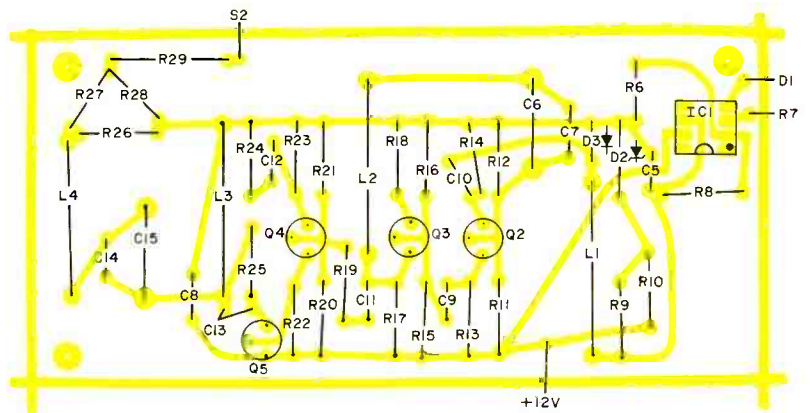 S2
R29
R27
R28
R26
R6
D1
R7
IC1
C6
C7
D3
D2
C5
R8
R24
C12
R23
R21
L2
R18
R16
R14
C10
R12
L4
L3
C14
C15
Q4
Q3
Q2
R25
R19
L1
R10
C8
C13
R22
R20
C11
R17
C9
R15
R13
R11
R9
Q5
+12V